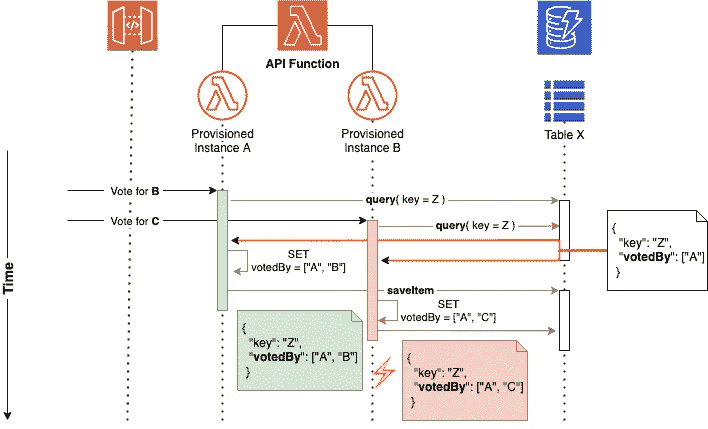 API Function
Provisioned
Instance A
Provisioned
Instance B
Table X
Time
Vote for B
query( key = Z )
Vote for C
query( key = Z )
SET
votedBy = ["A", "B"]
{
"key": "Z",
"votedBy": ["A"]
}
saveItem
SET
votedBy = ["A", "C"]
{
"key": "Z",
"votedBy": ["A", "B"]
}
{
"key": "Z",
"votedBy": ["A", "C"]
}